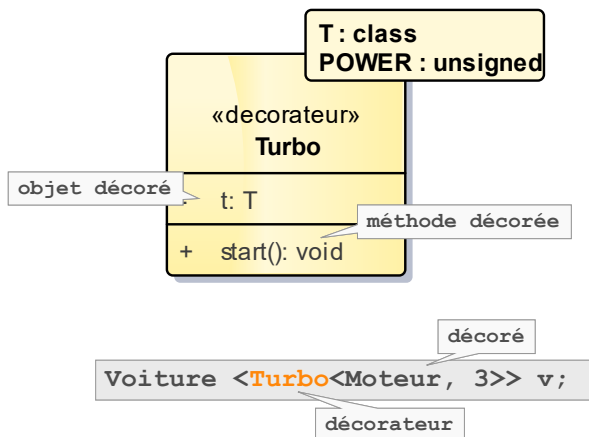 T : class
POWER : unsigned
«decorateur»
Turbo
objet décoré
- t: T
méthode décorée
+ start(): void
décoré
Voiture <Turbo<Moteur, 3>> v;
décorateur